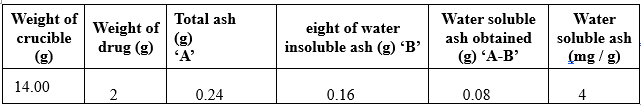 Weight of
crucible
(g)
Weight of
drug (g)
Total ash
(g)
‘A’
eight of water
insoluble ash (g) ‘B’
Water soluble
ash obtained
(g) ‘A-B’
Water
soluble ash
(mg / g)
14.00
2
0.24
0.16
0.08
4